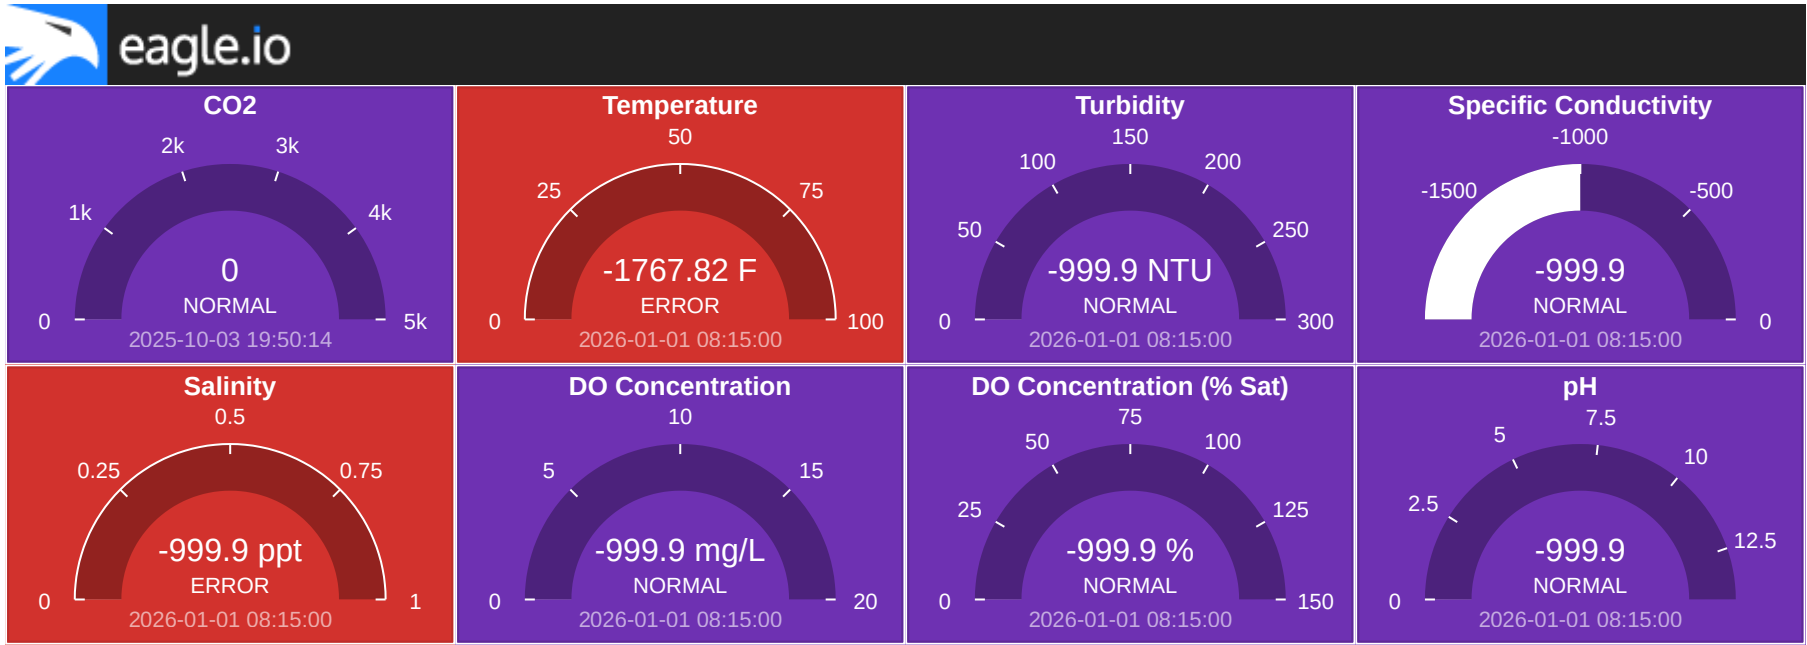 eagle.io
CO2
0
1k
2k
3k
4k
5k
0
NORMAL
2025-10-03 19:50:14
Temperature
0
25
50
75
100
-1767.82 F
ERROR
2026-01-01 08:15:00
Turbidity
0
50
100
150
200
250
300
-999.9 NTU
NORMAL
2026-01-01 08:15:00
Specific Conductivity
-1500
-1000
-500
0
-999.9
NORMAL
2026-01-01 08:15:00
Salinity
0
0.25
0.5
0.75
1
-999.9 ppt
ERROR
2026-01-01 08:15:00
DO Concentration
0
5
10
15
20
-999.9 mg/L
NORMAL
2026-01-01 08:15:00
DO Concentration (% Sat)
0
25
50
75
100
125
150
-999.9 %
NORMAL
2026-01-01 08:15:00
pH
0
2.5
5
7.5
10
12.5
-999.9
NORMAL
2026-01-01 08:15:00